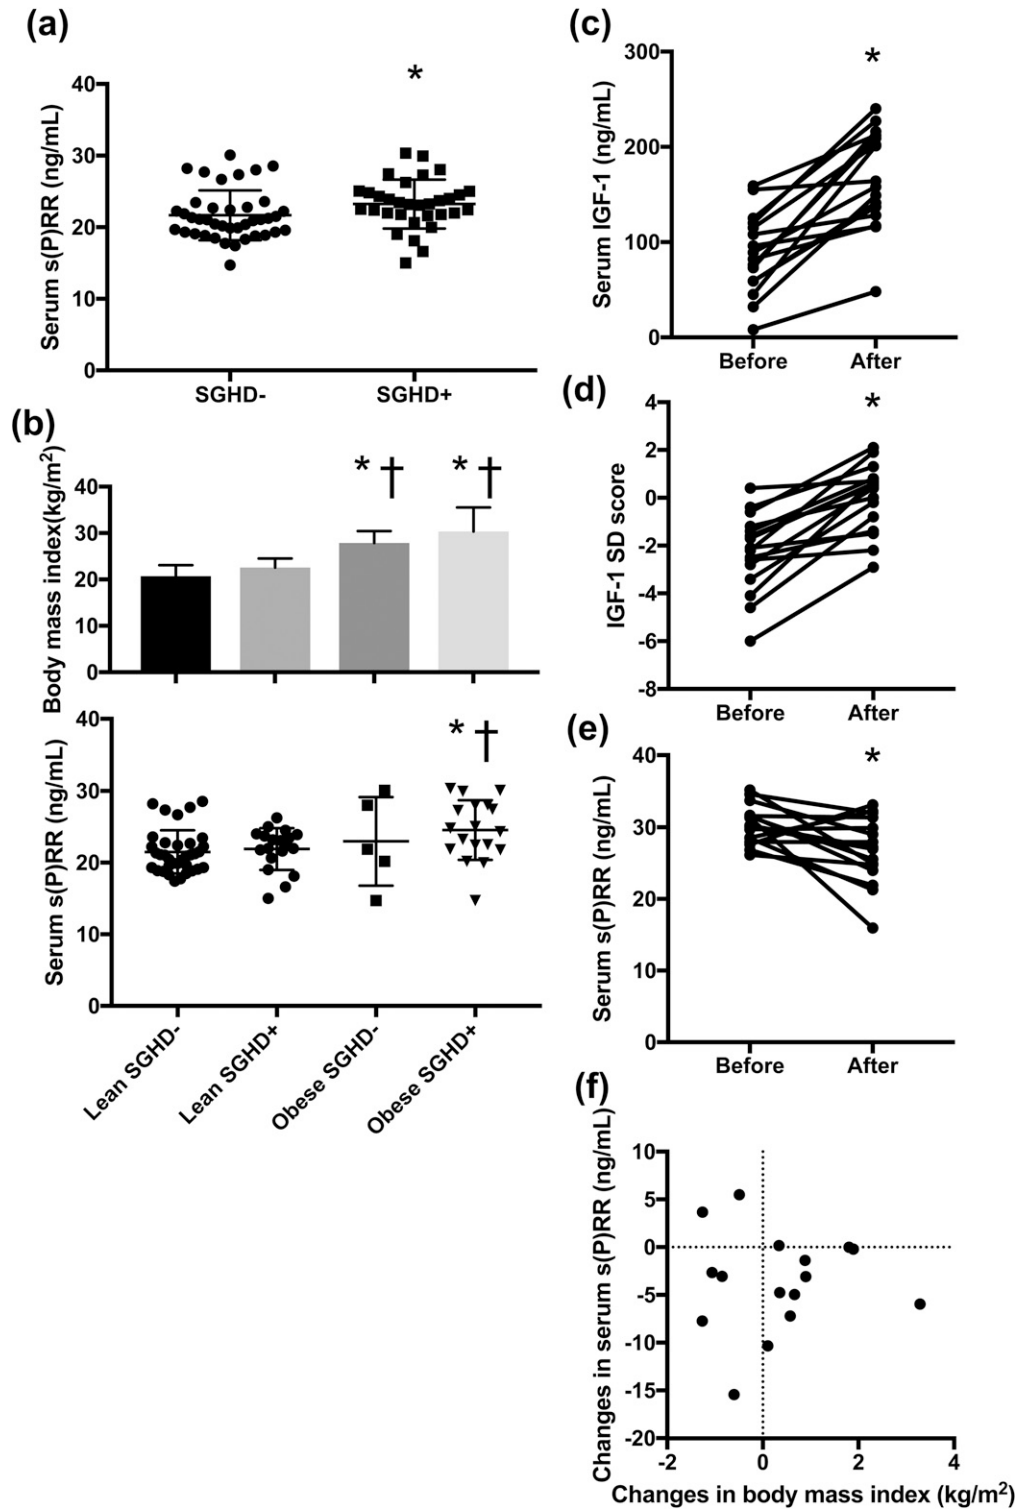 (a)
Serum s(P)RR (ng/mL)
40
30
20
10
0
*
SGHD-
SGHD+
(b)
Body mass index(kg/m²)
40
30
20
10
0
* †
* †
Serum s(P)RR (ng/mL)
40
30
20
10
0
* †
Lean SGHD-
Lean SGHD+
Obese SGHD-
Obese SGHD+
(c)
Serum IGF-1 (ng/mL)
300
200
100
0
*
Before
After
(d)
IGF-1 SD score
4
2
0
-2
-4
-6
-8
*
Before
After
(e)
Serum s(P)RR (ng/mL)
40
30
20
10
0
*
Before
After
(f)
Changes in serum s(P)RR (ng/mL)
10
5
0
-5
-10
-15
-20
-2
0
2
4
Changes in body mass index (kg/m²)